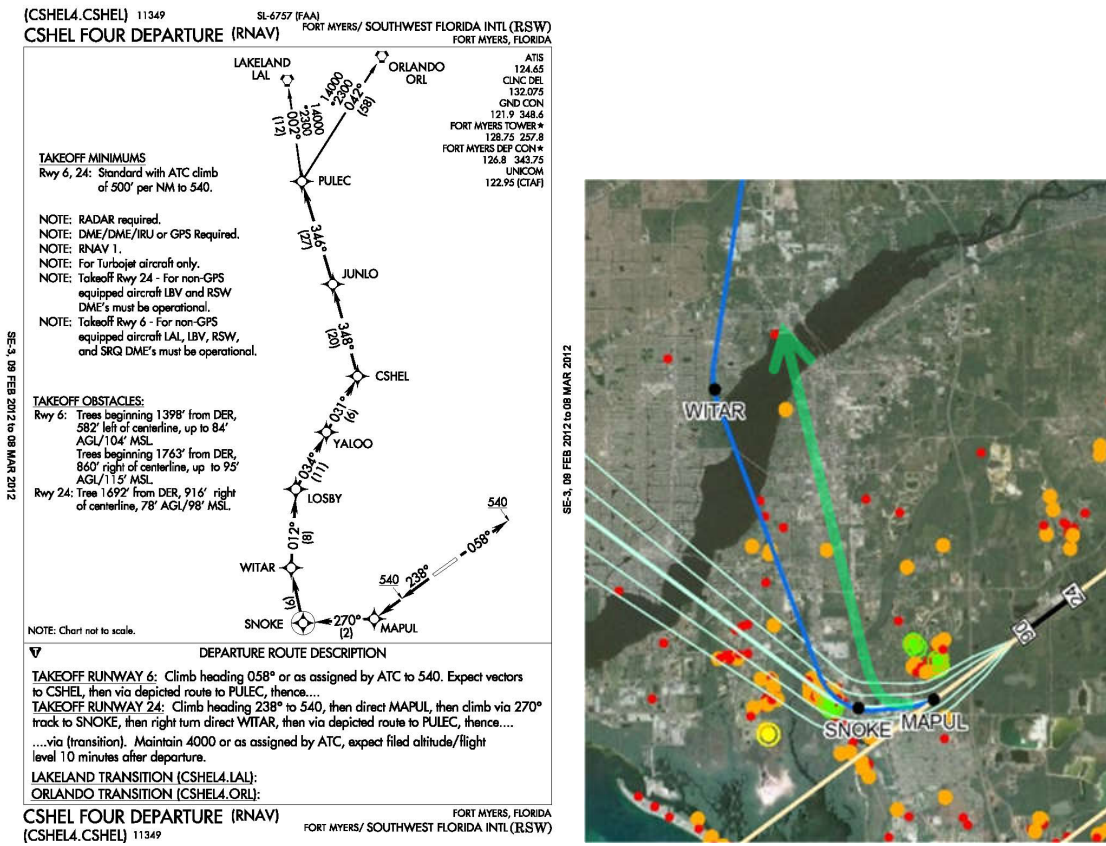 (CSHEL4.CSHEL) 11349
SL-6757 (FAA)
CSHEL FOUR DEPARTURE (RNAV)
FORT MYERS/ SOUTHWEST FLORIDA INTL (RSW)
FORT MYERS, FLORIDA
ATIS
124.65
CLNC DEL
132.075
GND CON
121.9 348.6
FORT MYERS TOWER★
128.75 257.8
FORT MYERS DEP CON★
126.8 343.75
UNICOM
122.95 (CTAF)
LAKELAND
LAL
ORLANDO
ORL
14000
*2300
002°
(12)
14000
*2300
042°
(58)
PULEC
346°
(27)
JUNLO
348°
(20)
CSHEL
031°
(6)
YALOO
034°
(11)
LOSBY
012°
(8)
WITAR
(9)
SNOKE
270°
(2)
MAPUL
540
238°
058°
540
TAKEOFF MINIMUMS
Rwy 6, 24: Standard with ATC climb
of 500' per NM to 540.
NOTE: RADAR required.
NOTE: DME/DME/IRU or GPS Required.
NOTE: RNAV 1.
NOTE: For Turbojet aircraft only.
NOTE: Takeoff Rwy 24 - For non-GPS
equipped aircraft LBV and RSW
DME's must be operational.
NOTE: Takeoff Rwy 6 - For non-GPS
equipped aircraft LAL, LBV, RSW,
and SRQ DME's must be operational.
TAKEOFF OBSTACLES:
Rwy 6: Trees beginning 1398' from DER,
582' left of centerline, up to 84'
AGL/104' MSL.
Trees beginning 1763' from DER,
860' right of centerline, up to 95'
AGL/115' MSL.
Rwy 24: Tree 1692' from DER, 916' right
of centerline, 78' AGL/98' MSL.
NOTE: Chart not to scale.
SE-3, 09 FEB 2012 to 08 MAR 2012
SE-3, 09 FEB 2012 to 08 MAR 2012
T
DEPARTURE ROUTE DESCRIPTION
TAKEOFF RUNWAY 6: Climb heading 058° or as assigned by ATC to 540. Expect vectors
to CSHEL, then via depicted route to PULEC, thence....
TAKEOFF RUNWAY 24: Climb heading 238° to 540, then direct MAPUL, then climb via 270°
track to SNOKE, then right turn direct WITAR, then via depicted route to PULEC, thence....
....via (transition). Maintain 4000 or as assigned by ATC, expect filed altitude/flight
level 10 minutes after departure.
LAKELAND TRANSITION (CSHEL4.LAL):
ORLANDO TRANSITION (CSHEL4.ORL):
CSHEL FOUR DEPARTURE (RNAV)
(CSHEL4.CSHEL) 11349
FORT MYERS, FLORIDA
FORT MYERS/ SOUTHWEST FLORIDA INTL (RSW)
WITAR
24
06
SNOKE
MAPUL